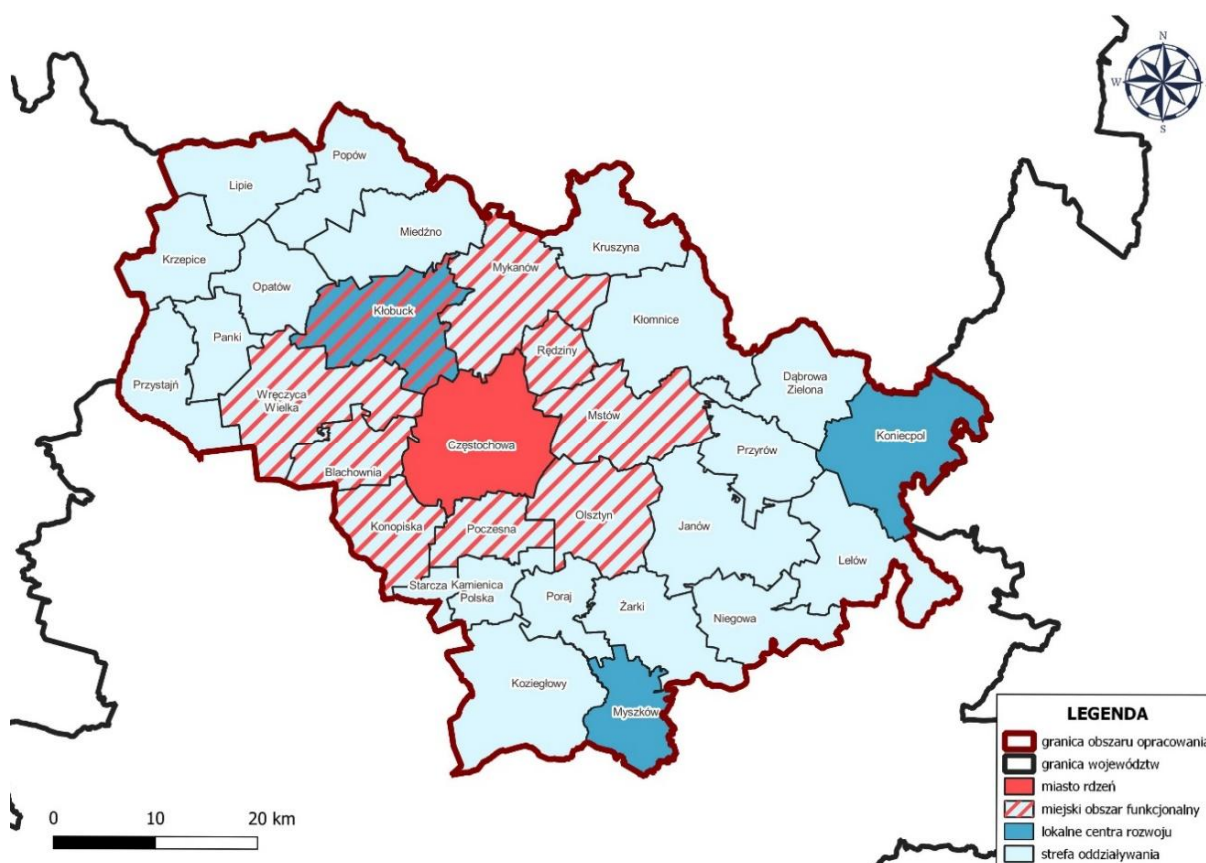 N
W
S
Popów
Lipie
Miedźno
Kruszyna
Krzepice
Mykanów
Opatów
Kłobuck
Kłomnice
Panki
Rędziny
Przystajń
Dąbrowa
Zielona
Wręczyca
Wielka
Mstów
Koniecpol
Częstochowa
Przyrów
Blachownia
Konopiska
Poczesna
Olsztyn
Janów
Lelów
Starcza
Kamienica
Polska
Poraj
Żarki
Niegowa
Koziegłowy
Myszków
LEGENDA
granica obszaru opracowania
granica województw
miasto rdzeń
miejski obszar funkcjonalny
lokalne centra rozwoju
strefa oddziaływania
0 10 20 km